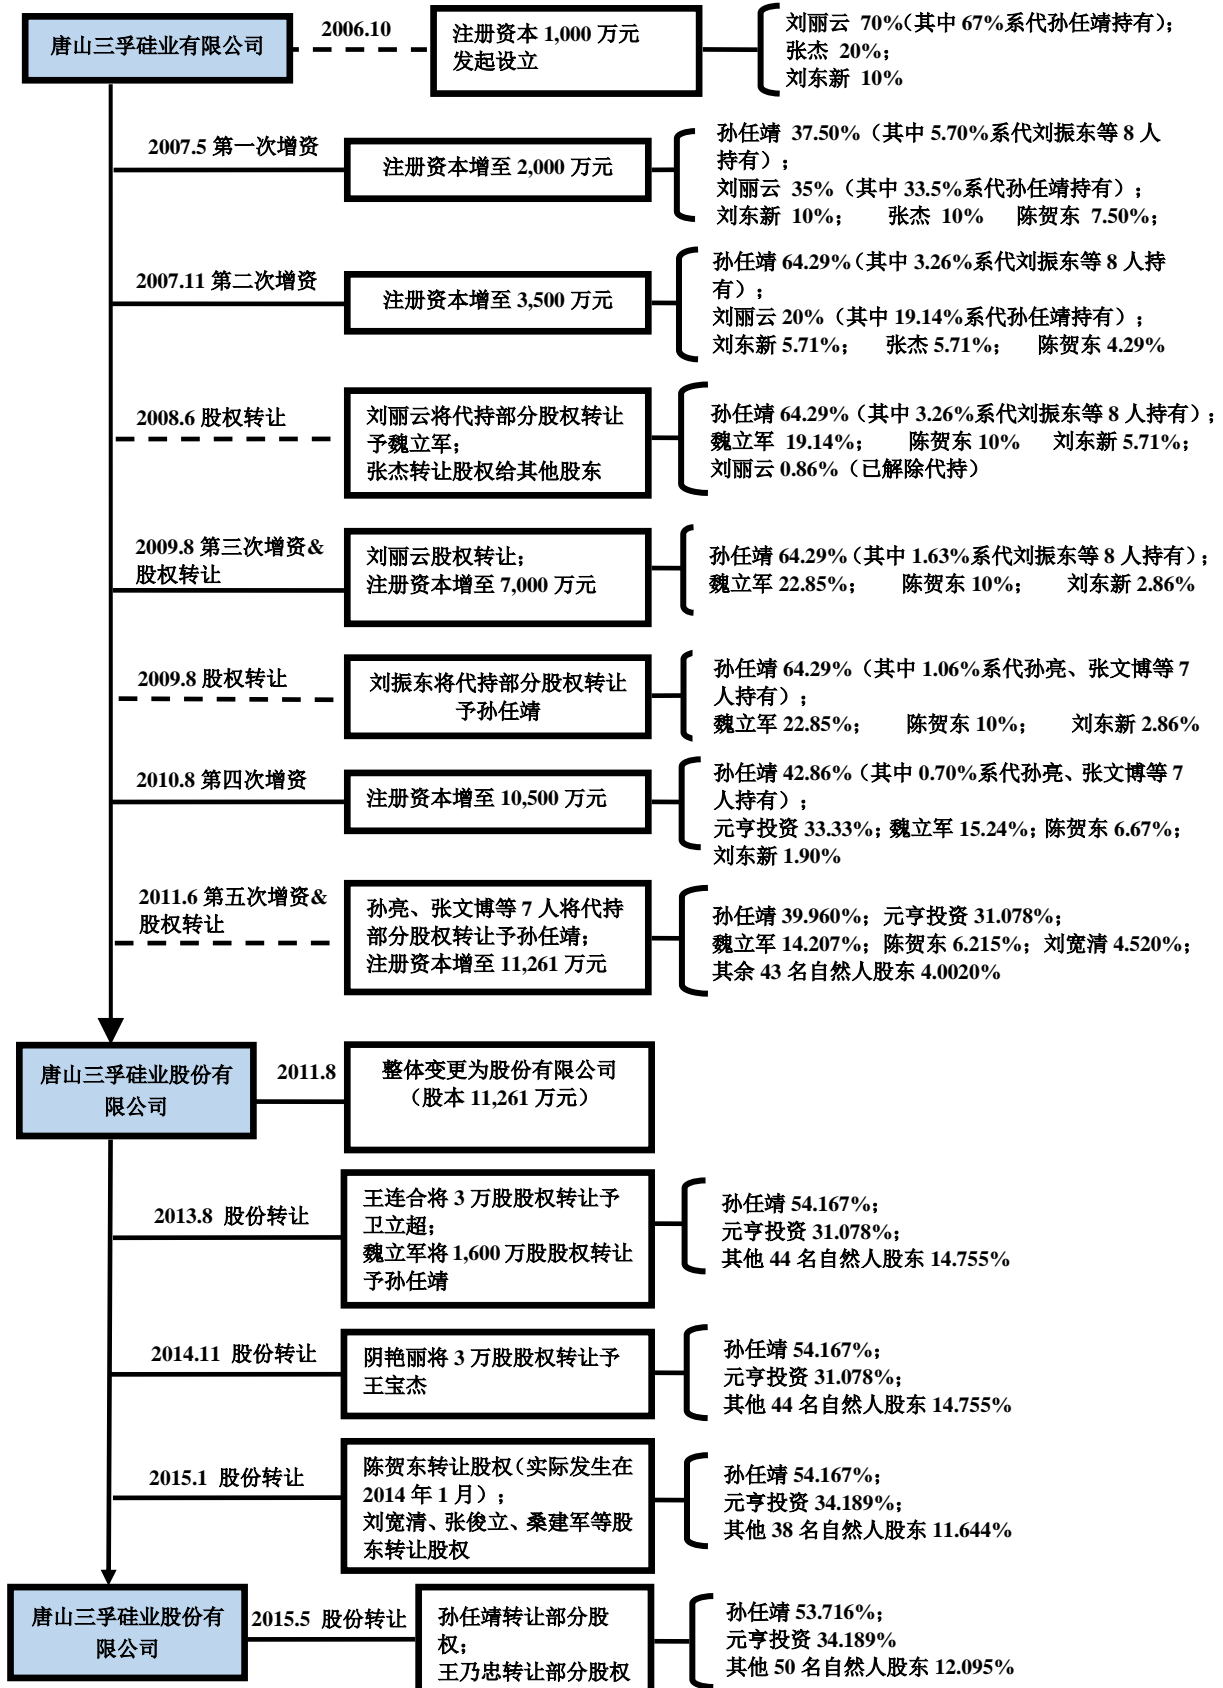 唐山三孚硅业有限公司
2006.10
注册资本 1,000 万元
发起设立
刘丽云 70%（其中 67%系代孙任靖持有）；
张杰 20%；
刘东新 10%
2007.5 第一次增资
注册资本增至 2,000 万元
孙任靖 37.50%（其中 5.70%系代刘振东等 8 人
持有）；
刘丽云 35%（其中 33.5%系代孙任靖持有）；
刘东新 10%； 张杰 10% 陈贺东 7.50%；
2007.11 第二次增资
注册资本增至 3,500 万元
孙任靖 64.29%（其中 3.26%系代刘振东等 8 人持
有）；
刘丽云 20%（其中 19.14%系代孙任靖持有）；
刘东新 5.71%； 张杰 5.71%； 陈贺东 4.29%
2008.6 股权转让
刘丽云将代持部分股权转让
予魏立军；
张杰转让股权给其他股东
孙任靖 64.29%（其中 3.26%系代刘振东等 8 人持有）；
魏立军 19.14%； 陈贺东 10% 刘东新 5.71%；
刘丽云 0.86%（已解除代持）
2009.8 第三次增资&
股权转让
刘丽云股权转让；
注册资本增至 7,000 万元
孙任靖 64.29%（其中 1.63%系代刘振东等 8 人持有）；
魏立军 22.85%； 陈贺东 10%； 刘东新 2.86%
2009.8 股权转让
刘振东将代持部分股权转让
予孙任靖
孙任靖 64.29%（其中 1.06%系代孙亮、张文博等 7
人持有）；
魏立军 22.85%； 陈贺东 10%； 刘东新 2.86%
2010.8 第四次增资
注册资本增至 10,500 万元
孙任靖 42.86%（其中 0.70%系代孙亮、张文博等 7
人持有）；
元亨投资 33.33%；魏立军 15.24%；陈贺东 6.67%；
刘东新 1.90%
2011.6 第五次增资&
股权转让
孙亮、张文博等 7 人将代持
部分股权转让予孙任靖；
注册资本增至 11,261 万元
孙任靖 39.960%；元亨投资 31.078%；
魏立军 14.207%；陈贺东 6.215%；刘宽清 4.520%；
其余 43 名自然人股东 4.0020%
唐山三孚硅业股份有
限公司
2011.8
整体变更为股份有限公司
（股本 11,261 万元）
2013.8 股份转让
王连合将 3 万股股权转让予
卫立超；
魏立军将 1,600 万股股权转让
予孙任靖
孙任靖 54.167%；
元亨投资 31.078%；
其他 44 名自然人股东 14.755%
2014.11 股份转让
阴艳丽将 3 万股股权转让予
王宝杰
孙任靖 54.167%；
元亨投资 31.078%；
其他 44 名自然人股东 14.755%
2015.1 股份转让
陈贺东转让股权（实际发生在
2014 年 1 月）；
刘宽清、张俊立、桑建军等股
东转让股权
孙任靖 54.167%；
元亨投资 34.189%；
其他 38 名自然人股东 11.644%
唐山三孚硅业股份有
限公司
2015.5 股份转让
孙任靖转让部分股
权；
王乃忠转让部分股权
孙任靖 53.716%；
元亨投资 34.189%
其他 50 名自然人股东 12.095%